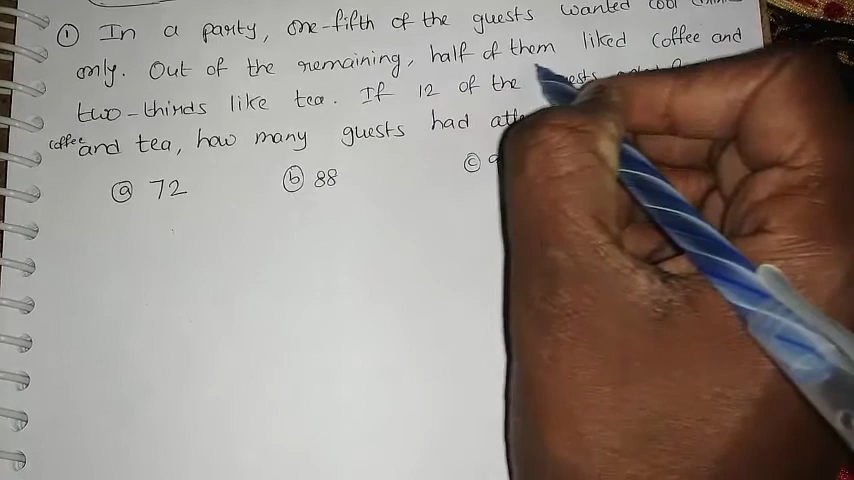 ① In a party, one-fifth of the guests wanted cool
only. Out of the remaining, half of them liked coffee and
two-thirds like tea. If 12 of the
coffee and tea, how many guests had
ⓐ 72 ⓑ 88 ⓒ